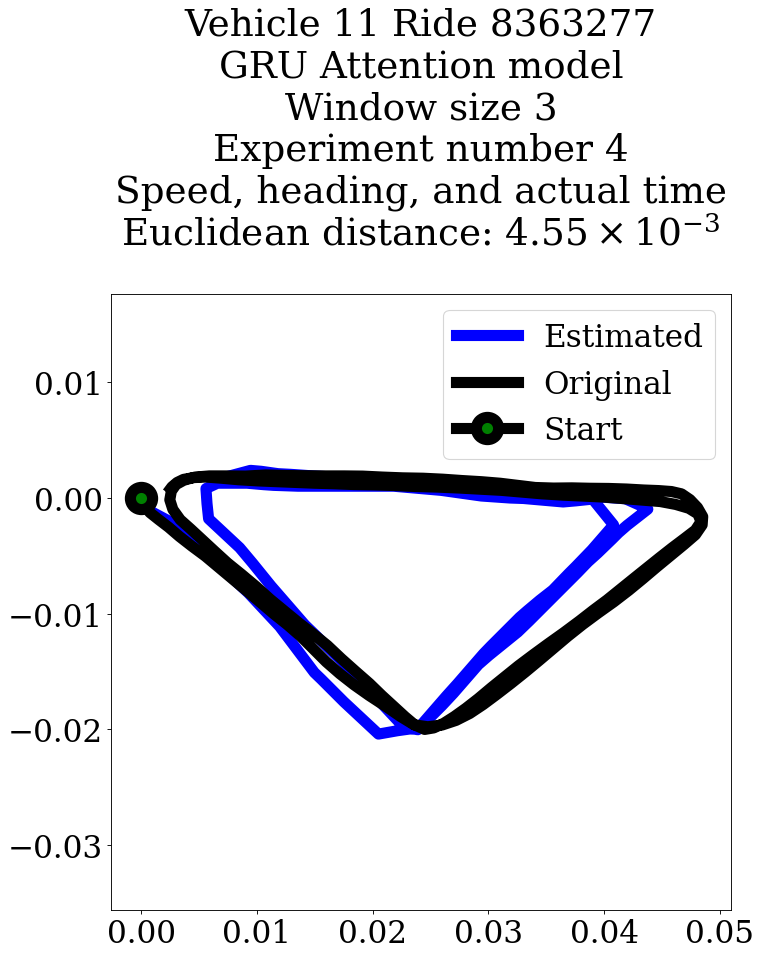 Vehicle 11 Ride 8363277
GRU Attention model
Window size 3
Experiment number 4
Speed, heading, and actual time
Euclidean distance: 4.55 × 10⁻³
Estimated
Original
Start
0.01
0.00
−0.01
−0.02
−0.03
0.00 0.01 0.02 0.03 0.04 0.05